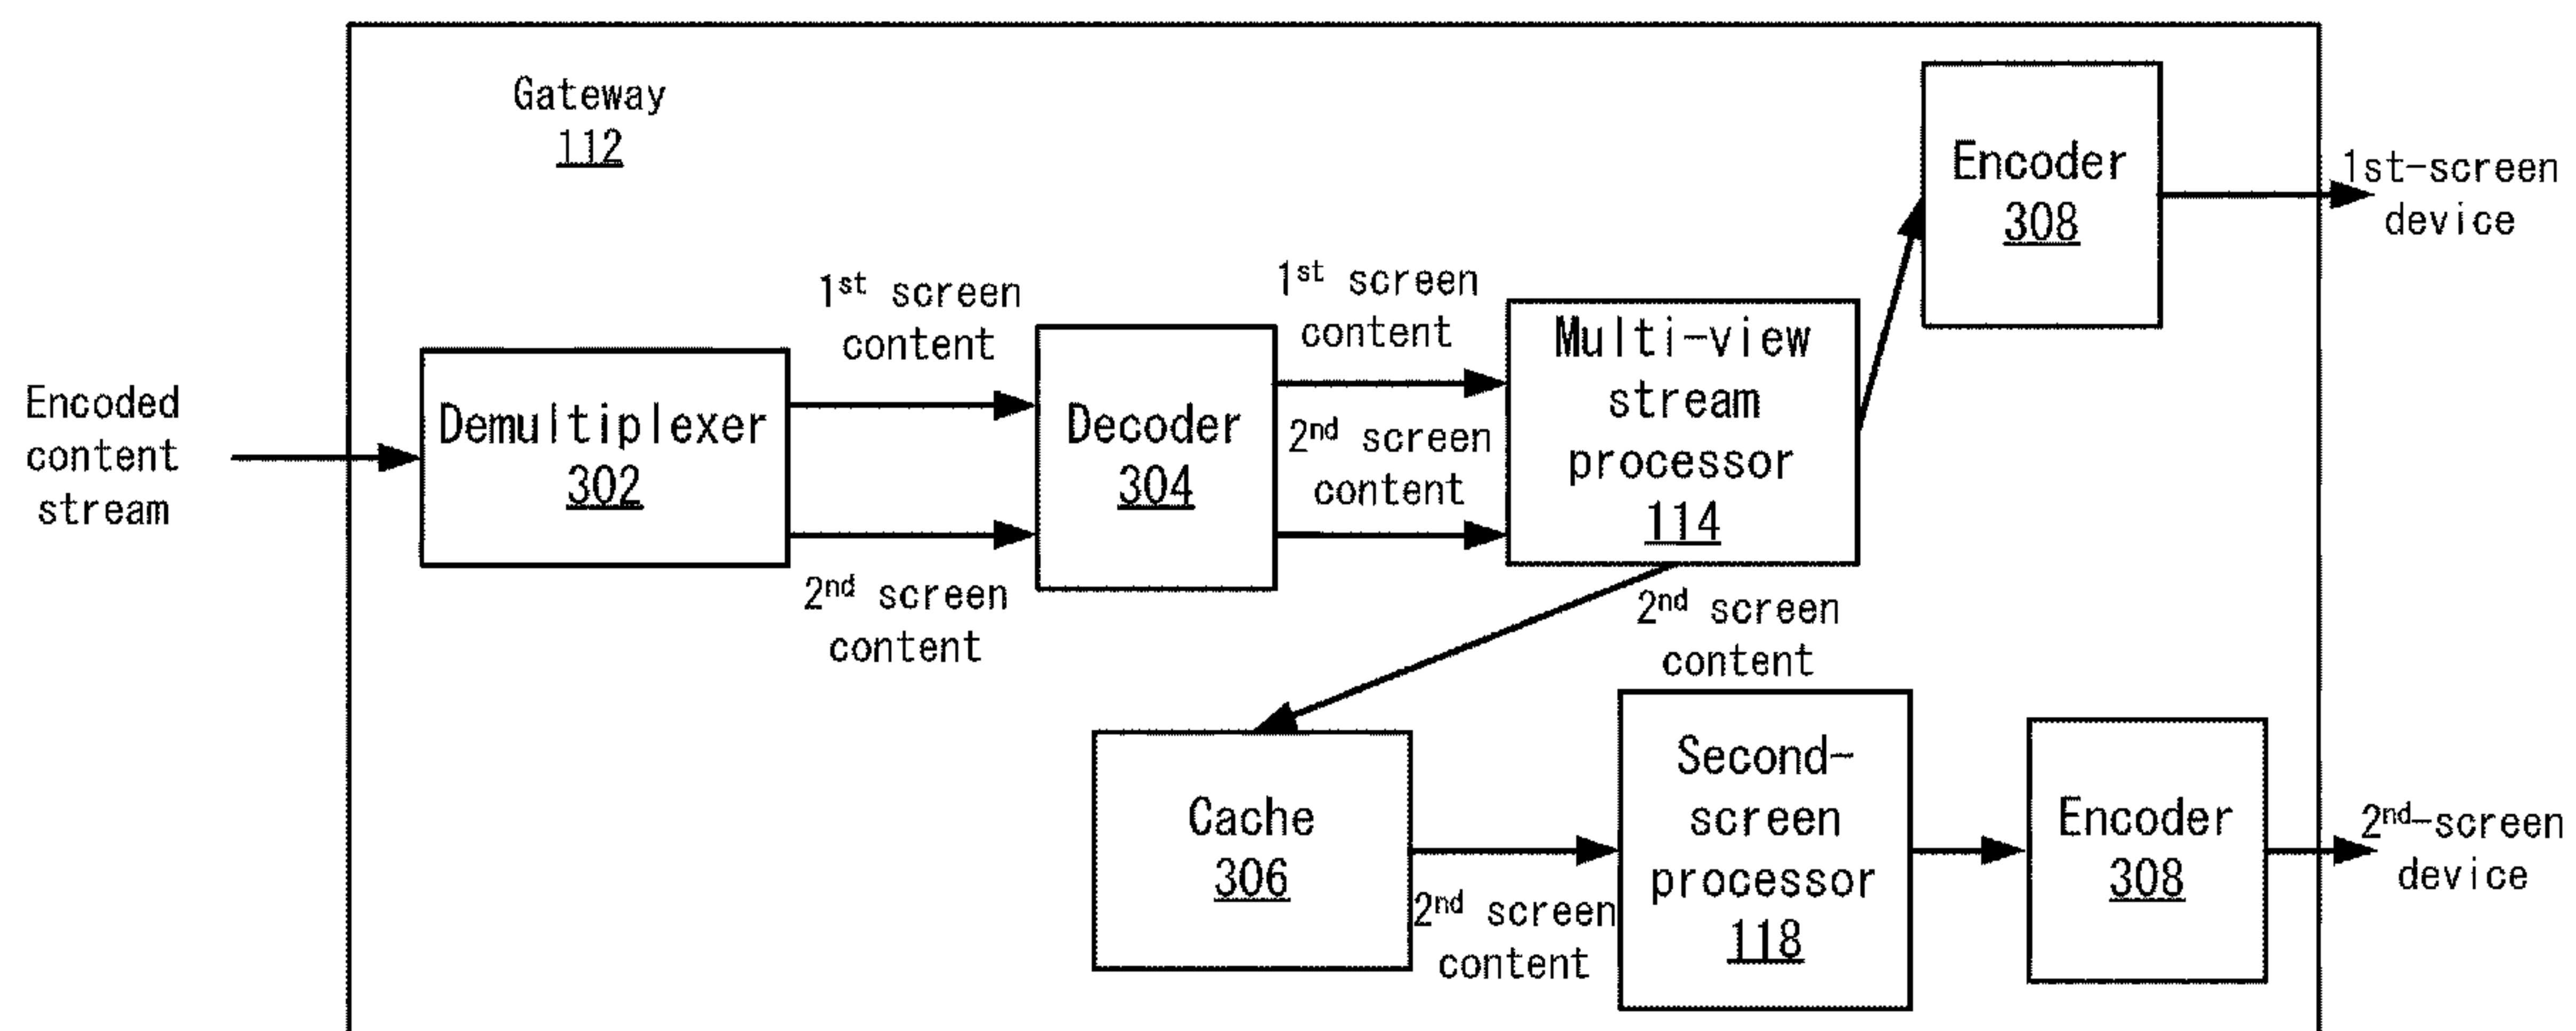 Gateway
112
Encoder
308
1st-screen
device
1st screen
content
1st screen
content
Multi-view
stream
processor
114
Encoded
content
stream
Demultiplexer
302
Decoder
304
2nd screen
content
2nd screen
content
2nd screen
content
Cache
306
2nd screen
content
Second-
screen
processor
118
Encoder
308
2nd-screen
device